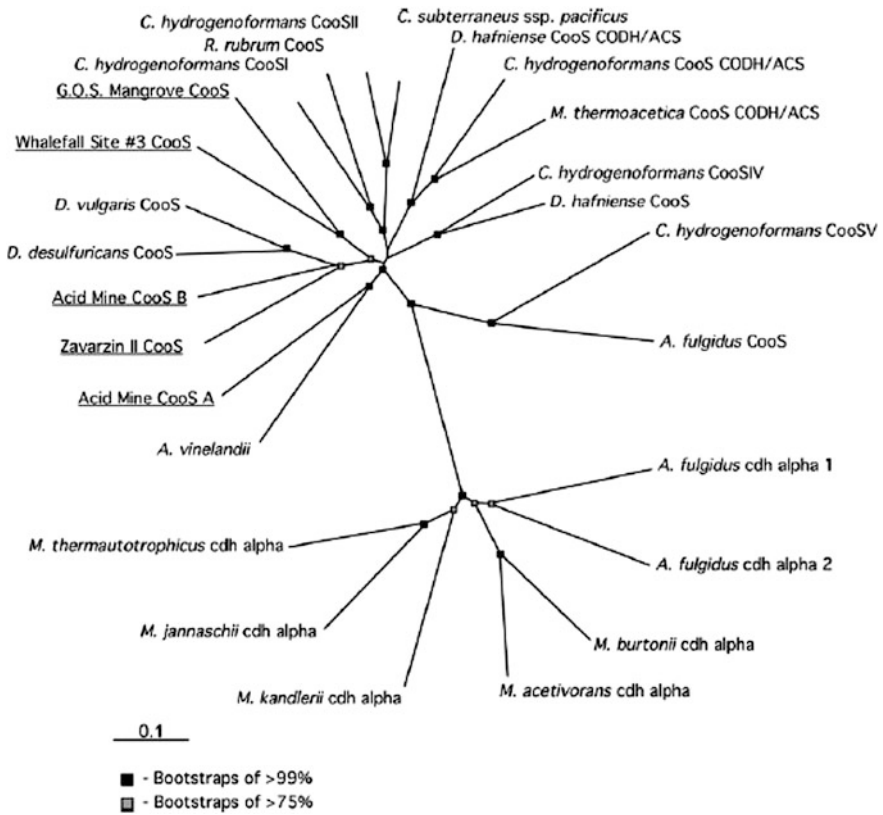 C. hydrogenoformans CooSII
C. subterraneus ssp. pacificus
R. rubrum CooS
D. hafniense CooS CODH/ACS
C. hydrogenoformans CooSI
C. hydrogenoformans CooS CODH/ACS
G.O.S. Mangrove CooS
M. thermoacetica CooS CODH/ACS
Whalefall Site #3 CooS
C. hydrogenoformans CooSIV
D. vulgaris CooS
D. hafniense CooS
C. hydrogenoformans CooSV
D. desulfuricans CooS
Acid Mine CooS B
Zavarzin II CooS
A. fulgidus CooS
Acid Mine CooS A
A. vinelandii
A. fulgidus cdh alpha 1
M. thermautotrophicus cdh alpha
A. fulgidus cdh alpha 2
M. jannaschii cdh alpha
M. burtonii cdh alpha
M. kandlerii cdh alpha
M. acetivorans cdh alpha
0.1
- Bootstraps of >99%
- Bootstraps of >75%